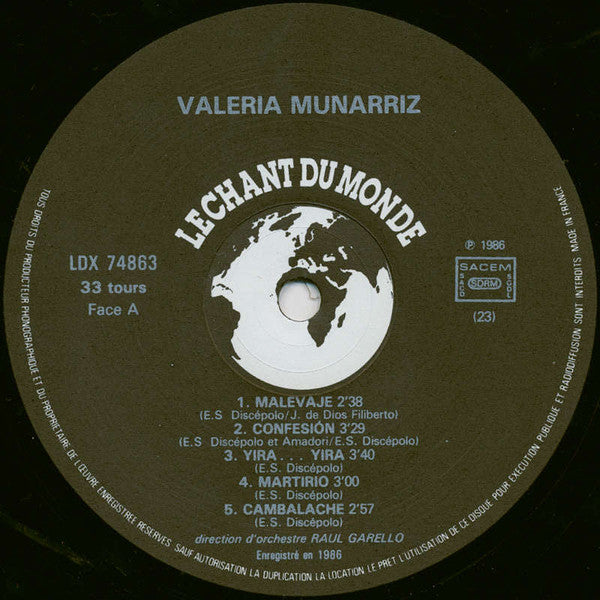 VALERIA MUNARRIZ
LE CHANT DU MONDE
LDX 74863
33 tours
Face A
℗ 1986
SACEM
SACD
SDRM
SGDL
(23)
1. MALEVAJE 2'38
(E.S Discépolo/J. de Dios Filiberto)
2. CONFESIÓN 3'29
(E.S Discépolo et Amadori/E.S. Discépolo)
3. YIRA . . . YIRA 3'40
(E.S. Discépolo)
4. MARTIRIO 3'00
(E.S. Discépolo)
5. CAMBALACHE 2'57
(E.S. Discépolo)
direction d'orchestre RAUL GARELLO
Enregistré en 1986
TOUS DROITS DU PRODUCTEUR PHONOGRAPHIQUE ET DU PROPRIETAIRE DE L'ŒUVRE ENREGISTREE RESERVES SAUF AUTORISATION LA DUPLICATION LA LOCATION LE PRET L'UTILISATION DE CE DISQUE POUR EXECUTION PUBLIQUE ET RADIODIFFUSION SONT INTERDITS MADE IN FRANCE